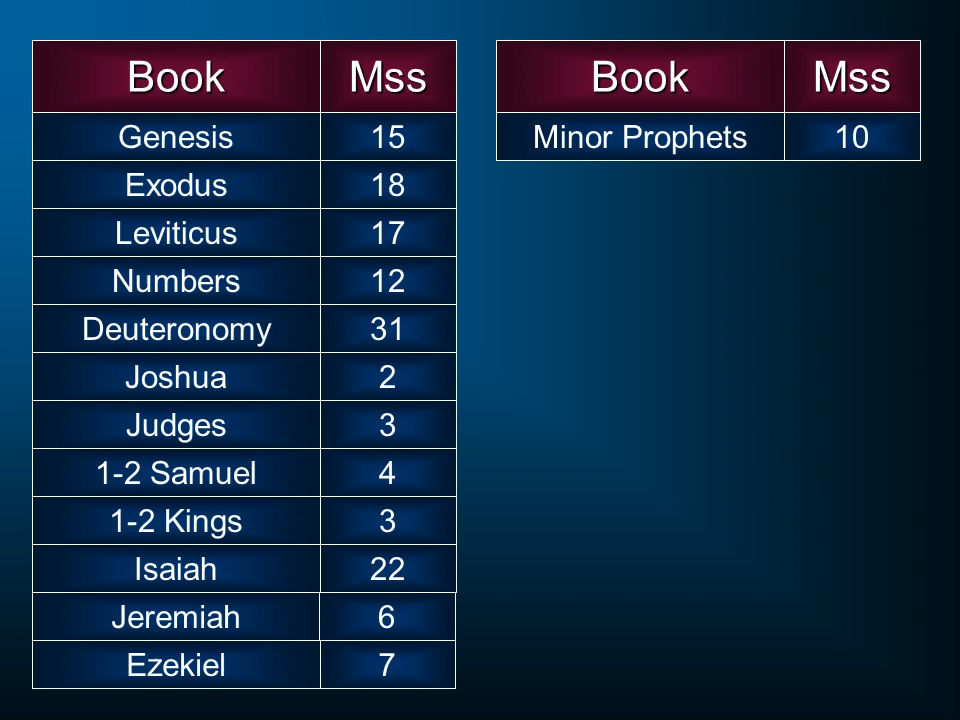 Book Mss
Genesis 15
Exodus 18
Leviticus 17
Numbers 12
Deuteronomy 31
Joshua 2
Judges 3
1-2 Samuel 4
1-2 Kings 3
Isaiah 22
Jeremiah 6
Ezekiel 7
Book Mss
Minor Prophets 10